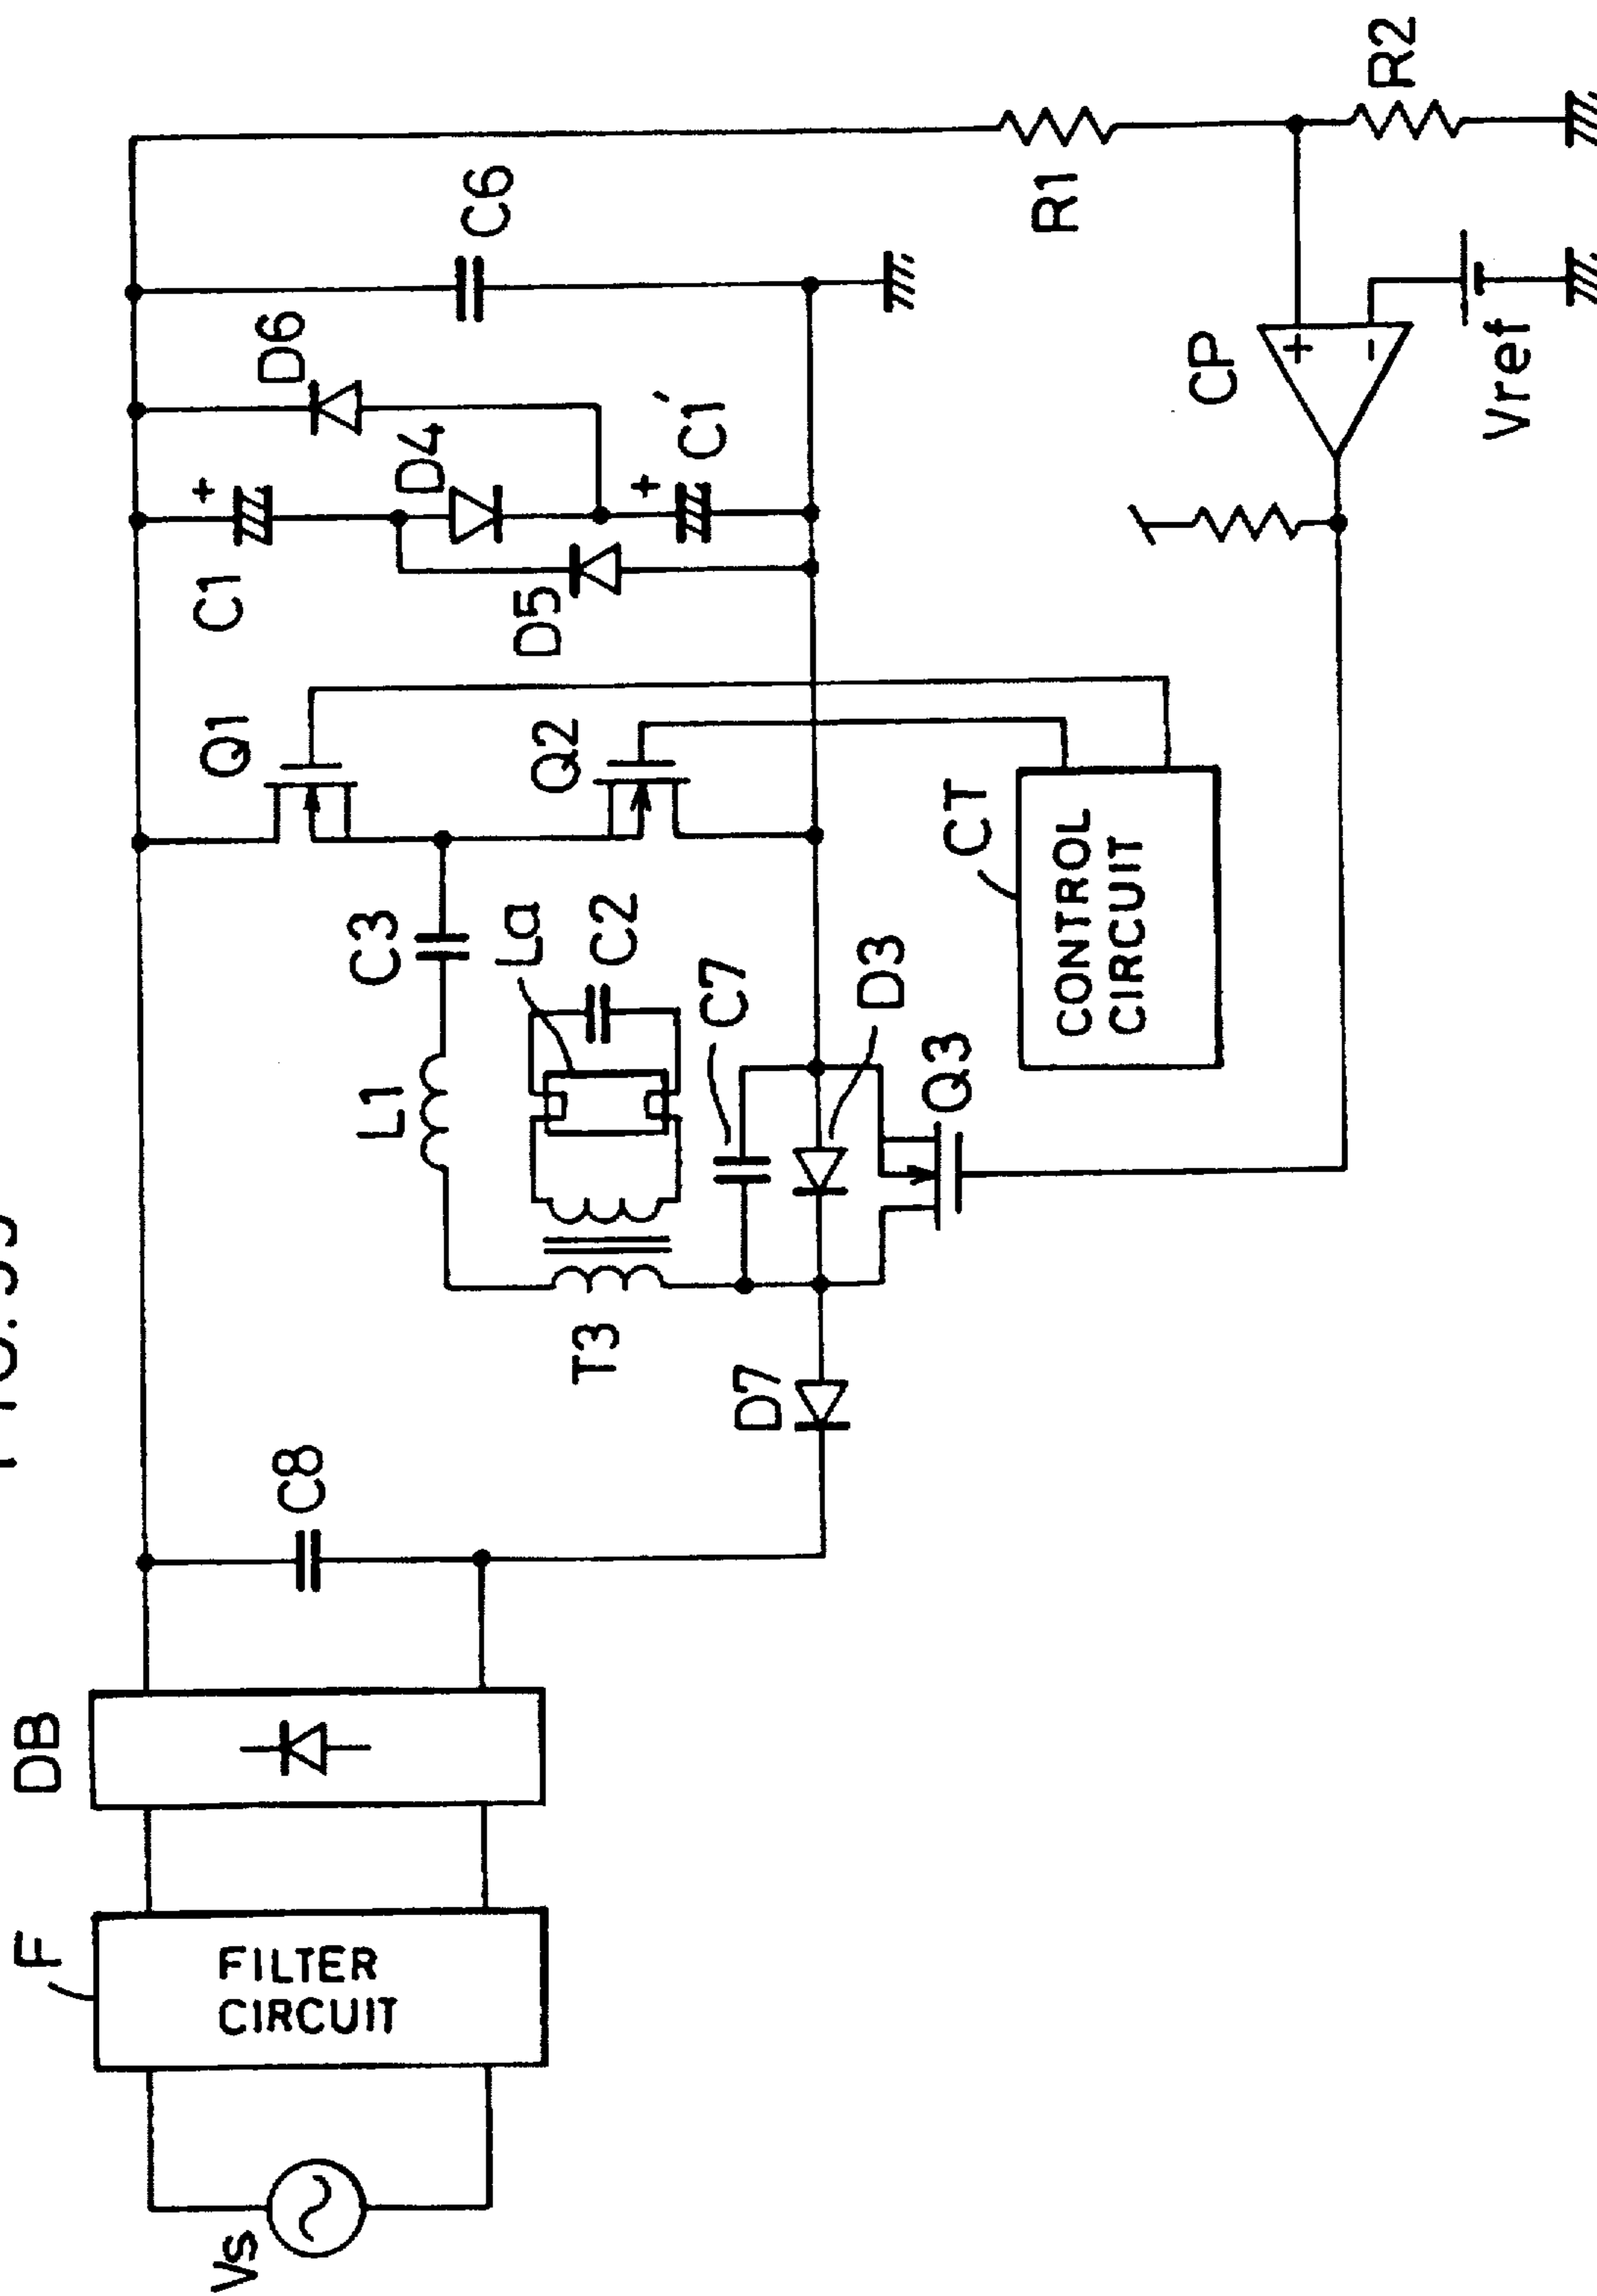 F
FILTER
CIRCUIT
Vs
DB
C8
D7
T3
L1
C3
La
C2
C7
D3
Q3
Q1
Q2
CT
CONTROL
CIRCUIT
C1
+
D4
D5
D6
+
C1'
C6
R1
R2
CP
+
-
Vref